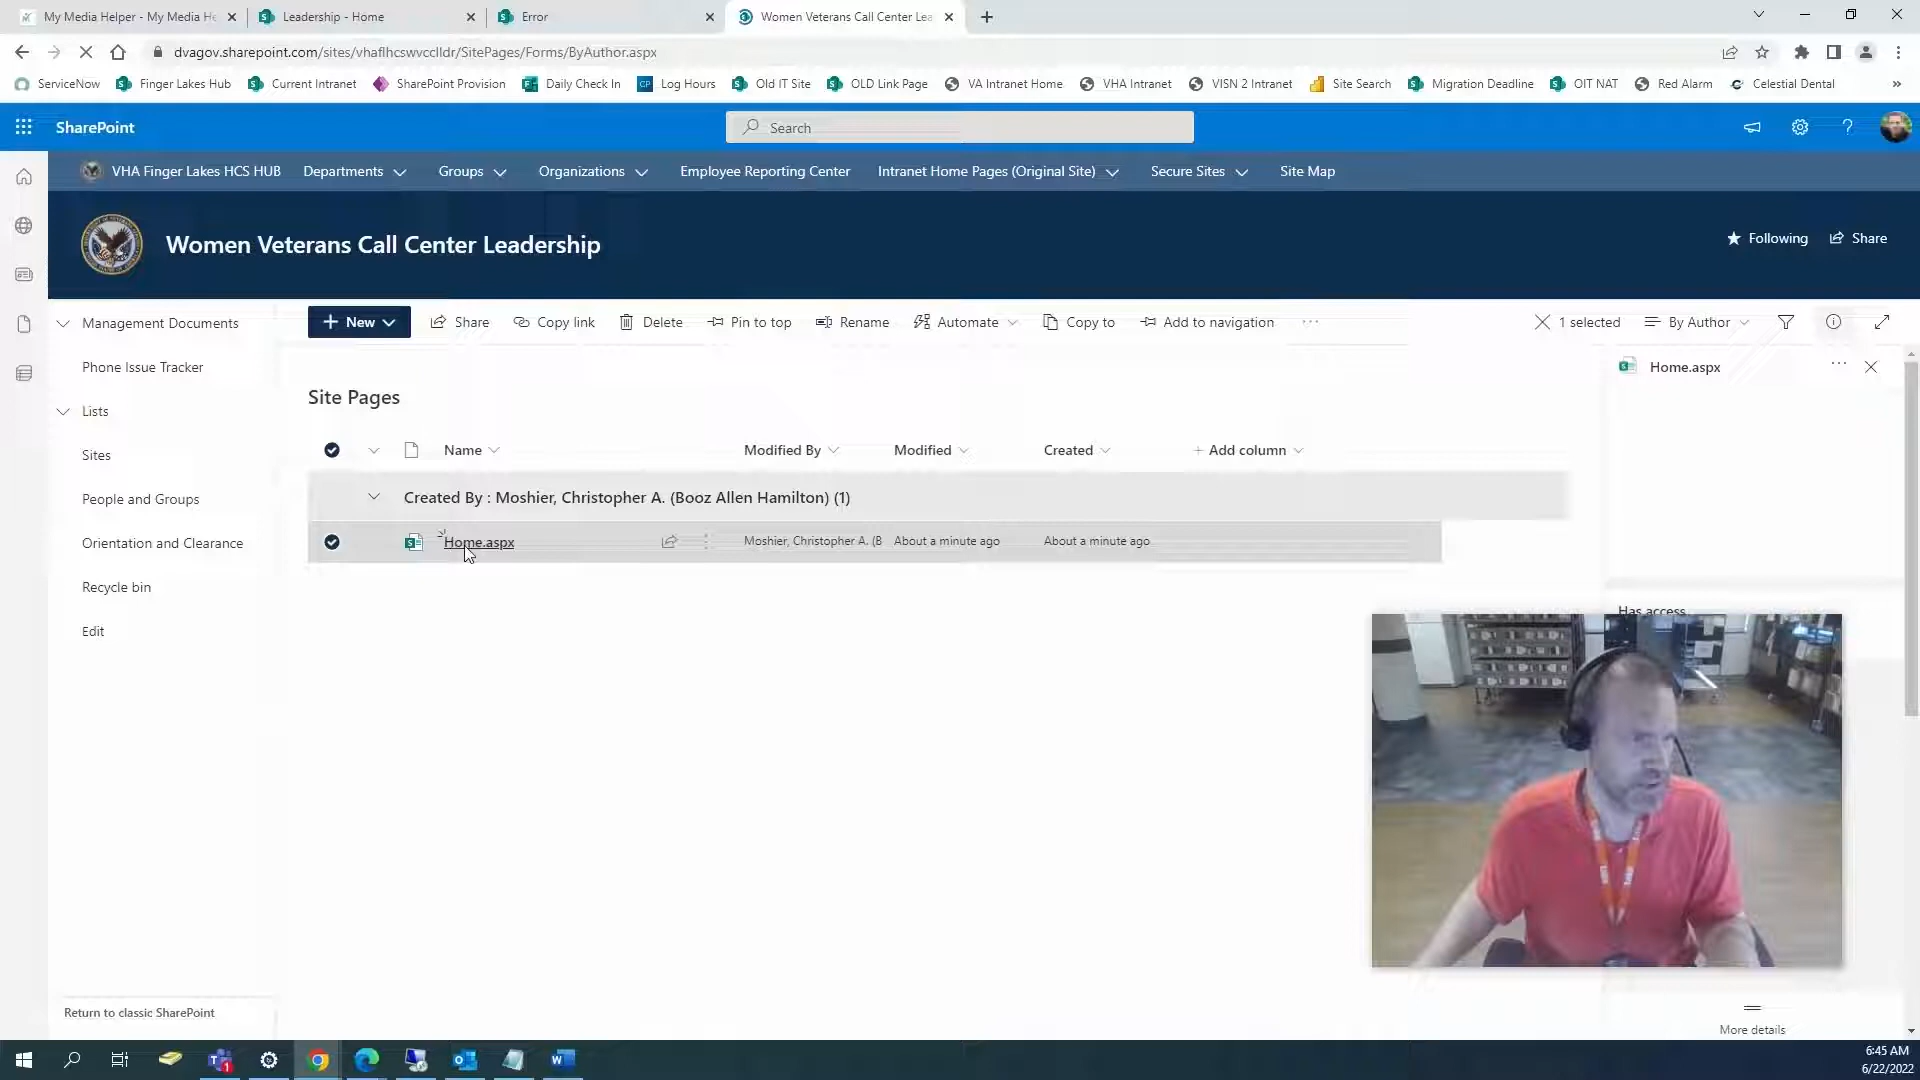 My Media Helper - My Media He
Leadership - Home
Error
Women Veterans Call Center Lea
dvagov.sharepoint.com/sites/vhaflhcswvcclldr/SitePages/Forms/ByAuthor.aspx
ServiceNow
Finger Lakes Hub
Current Intranet
SharePoint Provision
Daily Check In
CP
Log Hours
Old IT Site
OLD Link Page
VA Intranet Home
VHA Intranet
VISN 2 Intranet
Site Search
Migration Deadline
OIT NAT
Red Alarm
Celestial Dental
SharePoint
Search
VHA Finger Lakes HCS HUB
Departments
Groups
Organizations
Employee Reporting Center
Intranet Home Pages (Original Site)
Secure Sites
Site Map
Women Veterans Call Center Leadership
Following
Share
Management Documents
Phone Issue Tracker
Lists
Sites
People and Groups
Orientation and Clearance
Recycle bin
Edit
Return to classic SharePoint
New
Share
Copy link
Delete
Pin to top
Rename
Automate
Copy to
Add to navigation
1 selected
By Author
Site Pages
Name
Modified By
Modified
Created
+ Add column
Created By : Moshier, Christopher A. (Booz Allen Hamilton) (1)
Home.aspx
Moshier, Christopher A. (B
About a minute ago
About a minute ago
Home.aspx
Has access
More details
6:45 AM
6/22/2022